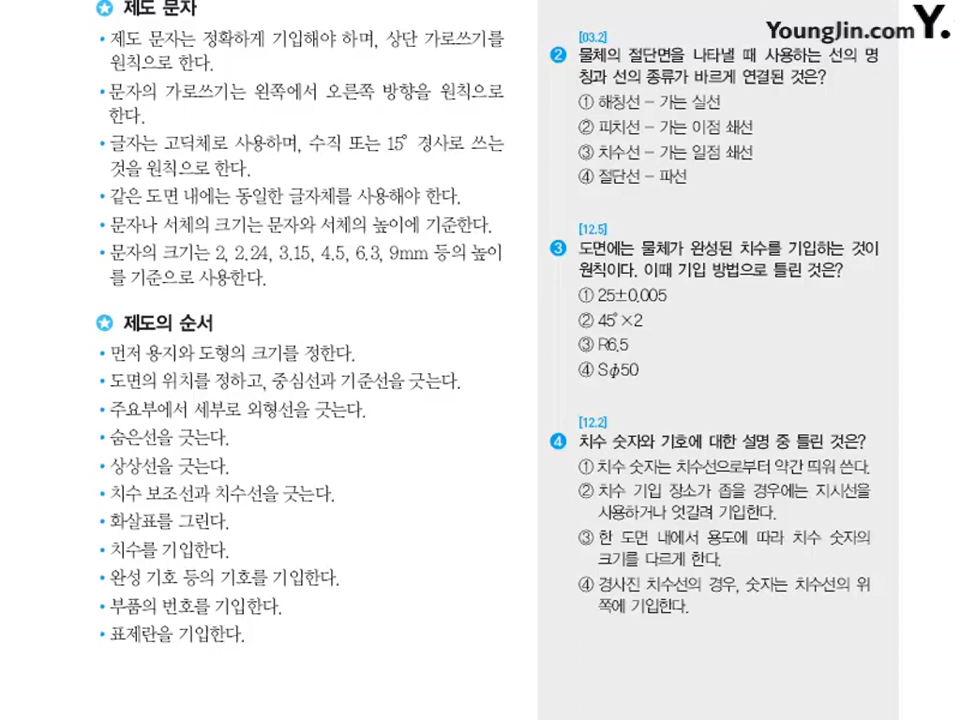 제도 문자
• 제도 문자는 정확하게 기입해야 하며, 상단 가로쓰기를
원칙으로 한다.
• 문자의 가로쓰기는 왼쪽에서 오른쪽 방향을 원칙으로
한다.
• 글자는 고딕체로 사용하며, 수직 또는 15° 경사로 쓰는
것을 원칙으로 한다.
• 같은 도면 내에는 동일한 글자체를 사용해야 한다.
• 문자나 서체의 크기는 문자와 서체의 높이에 기준한다.
• 문자의 크기는 2, 2.24, 3.15, 4.5, 6.3, 9mm 등의 높이
를 기준으로 사용한다.
제도의 순서
• 먼저 용지와 도형의 크기를 정한다.
• 도면의 위치를 정하고, 중심선과 기준선을 긋는다.
• 주요부에서 세부로 외형선을 긋는다.
• 숨은선을 긋는다.
• 상상선을 긋는다.
• 치수 보조선과 치수선을 긋는다.
• 화살표를 그린다.
• 치수를 기입한다.
• 완성 기호 등의 기호를 기입한다.
• 부품의 번호를 기입한다.
• 표제란을 기입한다.
YoungJin.com Y.
[03.2]
2 물체의 절단면을 나타낼 때 사용하는 선의 명
칭과 선의 종류가 바르게 연결된 것은?
① 해칭선 – 가는 실선
② 피치선 – 가는 이점 쇄선
③ 치수선 – 가는 일점 쇄선
④ 절단선 – 파선
[12.5]
3 도면에는 물체가 완성된 치수를 기입하는 것이
원칙이다. 이때 기입 방법으로 틀린 것은?
① 25±0.005
② 45°×2
③ R6.5
④ Sϕ50
[12.2]
4 치수 숫자와 기호에 대한 설명 중 틀린 것은?
① 치수 숫자는 치수선으로부터 약간 띄워 쓴다.
② 치수 기입 장소가 좁을 경우에는 지시선을
사용하거나 엇갈려 기입한다.
③ 한 도면 내에서 용도에 따라 치수 숫자의
크기를 다르게 한다.
④ 경사진 치수선의 경우, 숫자는 치수선의 위
쪽에 기입한다.